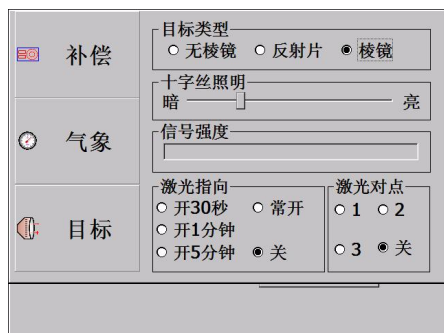 补偿
气象
目标
目标类型
无棱镜 反射片 棱镜
十字丝照明
暗 亮
信号强度
激光指向
开30秒 常开
开1分钟
开5分钟 关
激光对点
1 2
3 关